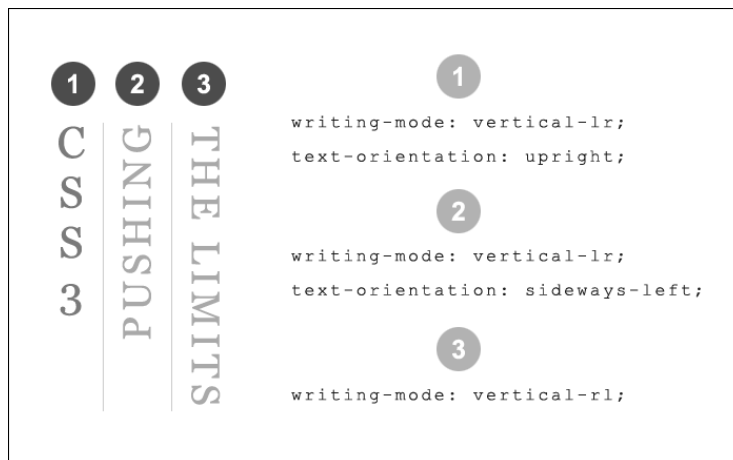 1 2 3
CSS3
PUSHING
THE LIMITS
1
writing-mode: vertical-lr;
text-orientation: upright;
2
writing-mode: vertical-lr;
text-orientation: sideways-left;
3
writing-mode: vertical-rl;